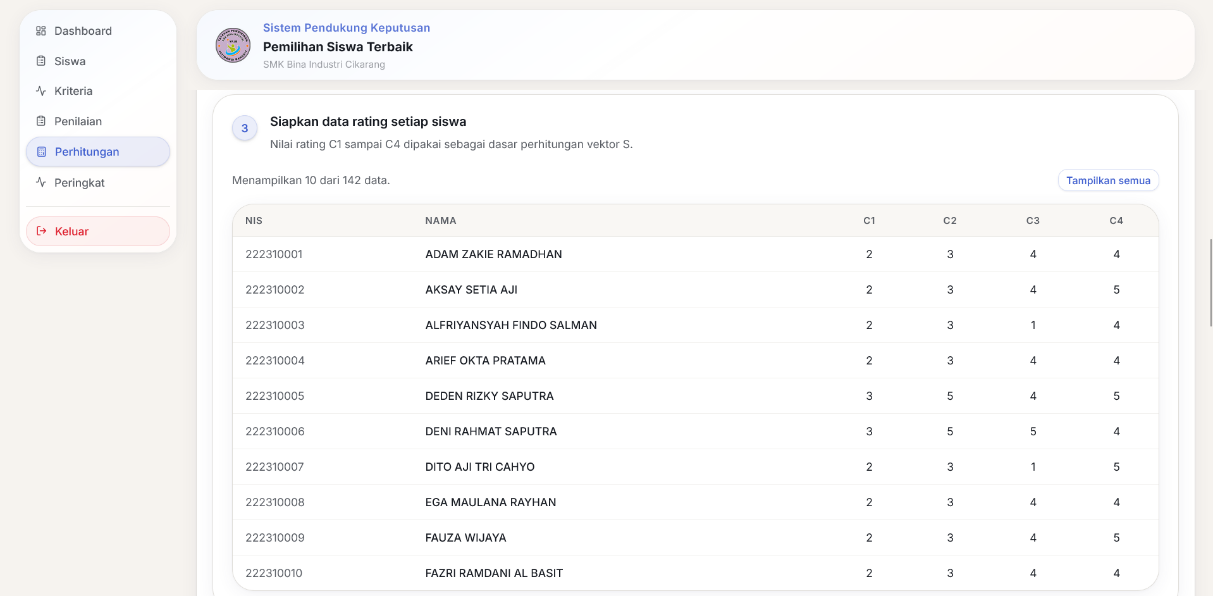 Dashboard
Siswa
Kriteria
Penilaian
Perhitungan
Peringkat
Keluar
Sistem Pendukung Keputusan
Pemilihan Siswa Terbaik
SMK Bina Industri Cikarang
3 Siapkan data rating setiap siswa
Nilai rating C1 sampai C4 dipakai sebagai dasar perhitungan vektor S.
Menampilkan 10 dari 142 data. Tampilkan semua
NIS NAMA C1 C2 C3 C4
222310001 ADAM ZAKIE RAMADHAN 2 3 4 4
222310002 AKSAY SETIA AJI 2 3 4 5
222310003 ALFRIYANSYAH FINDO SALMAN 2 3 1 4
222310004 ARIEF OKTA PRATAMA 2 3 4 4
222310005 DEDEN RIZKY SAPUTRA 3 5 4 5
222310006 DENI RAHMAT SAPUTRA 3 5 5 4
222310007 DITO AJI TRI CAHYO 2 3 1 5
222310008 EGA MAULANA RAYHAN 2 3 4 4
222310009 FAUZA WIJAYA 2 3 4 5
222310010 FAZRI RAMDANI AL BASIT 2 3 4 4